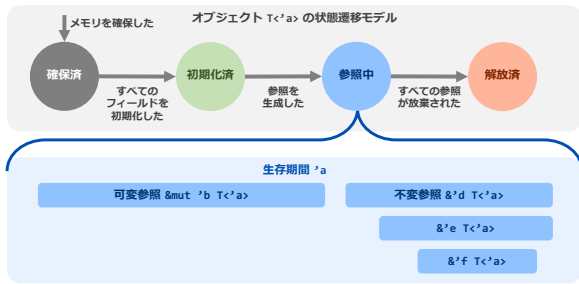 オブジェクト T<'a> の状態遷移モデル
メモリを確保した
確保済
初期化済
参照中
解放済
すべての
フィールドを
初期化した
参照を
生成した
すべての参照
が放棄された
生存期間 ’a
可変参照 &mut ’b T<’a>
不変参照 &’d T<’a>
&’e T<’a>
&’f T<’a>